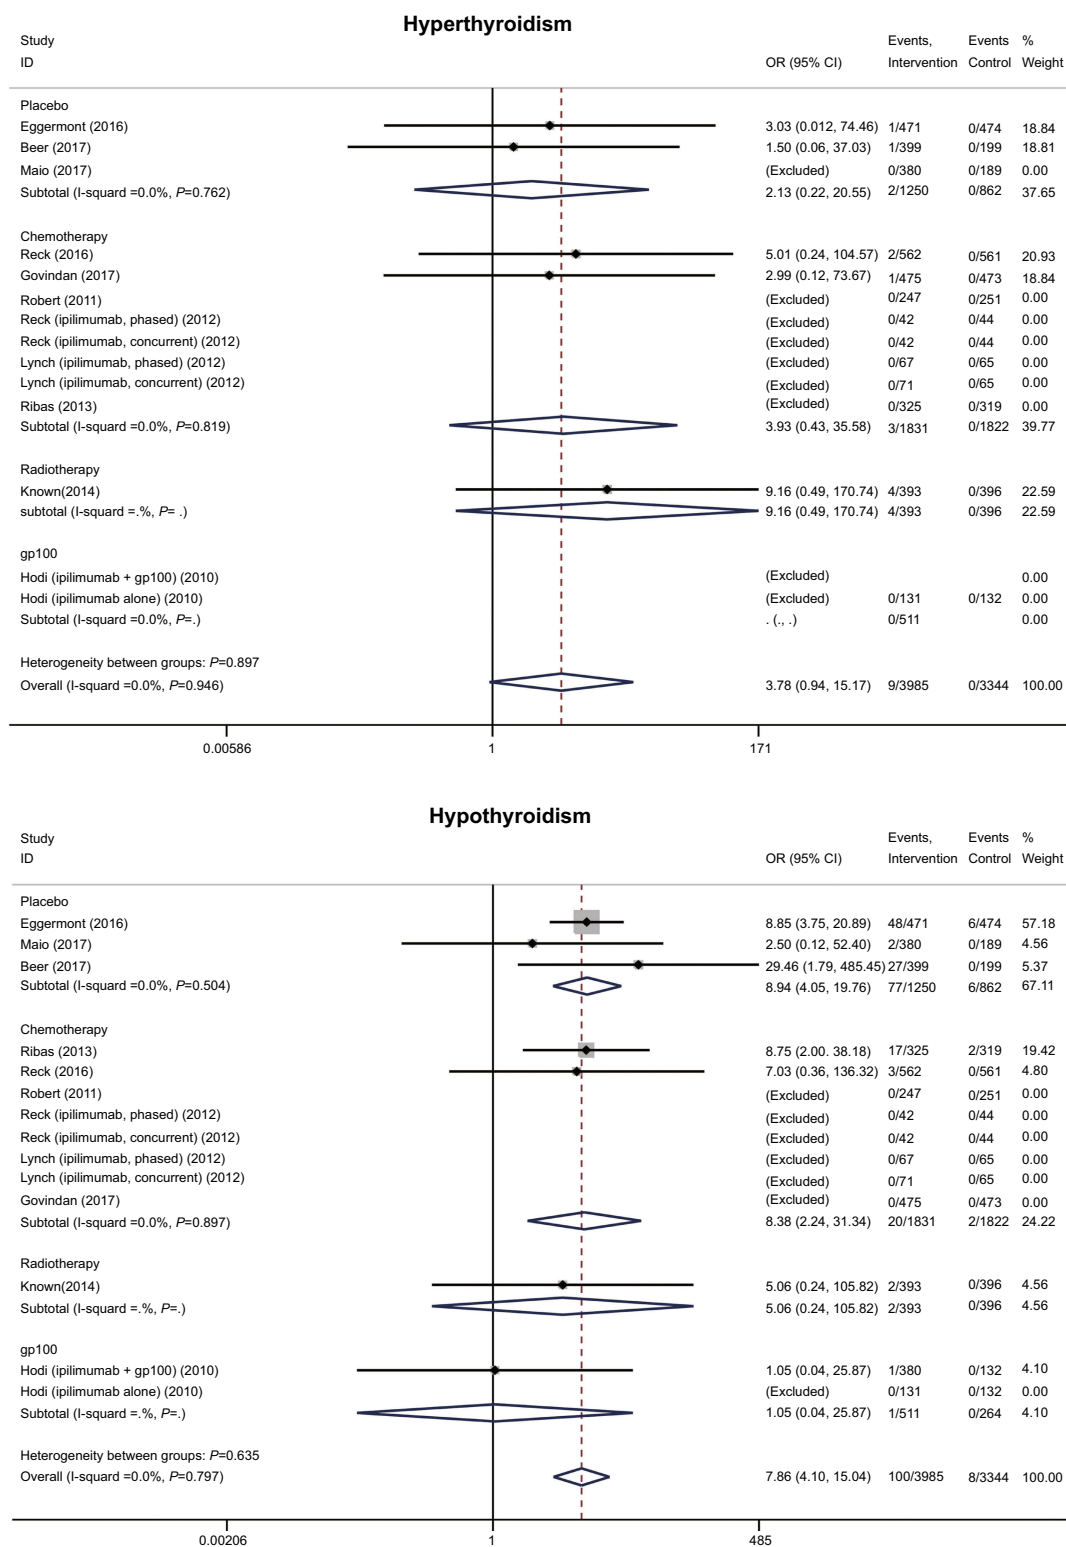 Hyperthyroidism
Study Events, Events %
ID OR (95% CI) Intervention Control Weight
Placebo
Eggermont (2016) 3.03 (0.012, 74.46) 1/471 0/474 18.84
Beer (2017) 1.50 (0.06, 37.03) 1/399 0/199 18.81
Maio (2017) (Excluded) 0/380 0/189 0.00
Subtotal (I-square =0.0%, P=0.762) 2.13 (0.22, 20.55) 2/1250 0/862 37.65
Chemotherapy
Reck (2016) 5.01 (0.24, 104.57) 2/562 0/561 20.93
Govindan (2017) 2.99 (0.12, 73.67) 1/475 0/473 18.84
Robert (2011) (Excluded) 0/247 0/251 0.00
Reck (ipilimumab, phased) (2012) (Excluded) 0/42 0/44 0.00
Reck (ipilimumab, concurrent) (2012) (Excluded) 0/42 0/44 0.00
Lynch (ipilimumab, phased) (2012) (Excluded) 0/67 0/65 0.00
Lynch (ipilimumab, concurrent) (2012) (Excluded) 0/71 0/65 0.00
Ribas (2013) (Excluded) 0/325 0/319 0.00
Subtotal (I-squard =0.0%, P=0.819) 3.93 (0.43, 35.58) 3/1831 0/1822 39.77
Radiotherapy
Known(2014) 9.16 (0.49, 170.74) 4/393 0/396 22.59
subtotal (I-squard =.%, P= .) 9.16 (0.49, 170.74) 4/393 0/396 22.59
gp100
Hodi (ipilimumab + gp100) (2010) (Excluded) 0.00
Hodi (ipilimumab alone) (2010) (Excluded) 0/131 0/132 0.00
Subtotal (I-squard =0.0%, P=.) . (., .) 0/511 0.00
Heterogeneity between groups: P=0.897
Overall (I-squard =0.0%, P=0.946) 3.78 (0.94, 15.17) 9/3985 0/3344 100.00
0.00586 1 171
Hypothyroidism
Study Events, Events %
ID OR (95% CI) Intervention Control Weight
Placebo
Eggermont (2016) 8.85 (3.75, 20.89) 48/471 6/474 57.18
Maio (2017) 2.50 (0.12, 52.40) 2/380 0/189 4.56
Beer (2017) 29.46 (1.79, 485.45) 27/399 0/199 5.37
Subtotal (I-squard =0.0%, P=0.504) 8.94 (4.05, 19.76) 77/1250 6/862 67.11
Chemotherapy
Ribas (2013) 8.75 (2.00. 38.18) 17/325 2/319 19.42
Reck (2016) 7.03 (0.36, 136.32) 3/562 0/561 4.80
Robert (2011) (Excluded) 0/247 0/251 0.00
Reck (ipilimumab, phased) (2012) (Excluded) 0/42 0/44 0.00
Reck (ipilimumab, concurrent) (2012) (Excluded) 0/42 0/44 0.00
Lynch (ipilimumab, phased) (2012) (Excluded) 0/67 0/65 0.00
Lynch (ipilimumab, concurrent) (2012) (Excluded) 0/71 0/65 0.00
Govindan (2017) (Excluded) 0/475 0/473 0.00
Subtotal (I-squard =0.0%, P=0.897) 8.38 (2.24, 31.34) 20/1831 2/1822 24.22
Radiotherapy
Known(2014) 5.06 (0.24, 105.82) 2/393 0/396 4.56
Subtotal (I-squard =.%, P=.) 5.06 (0.24, 105.82) 2/393 0/396 4.56
gp100
Hodi (ipilimumab + gp100) (2010) 1.05 (0.04, 25.87) 1/380 0/132 4.10
Hodi (ipilimumab alone) (2010) (Excluded) 0/131 0/132 0.00
Subtotal (I-squard =.%, P=.) 1.05 (0.04, 25.87) 1/511 0/264 4.10
Heterogeneity between groups: P=0.635
Overall (I-squard =0.0%, P=0.797) 7.86 (4.10, 15.04) 100/3985 8/3344 100.00
0.00206 1 485